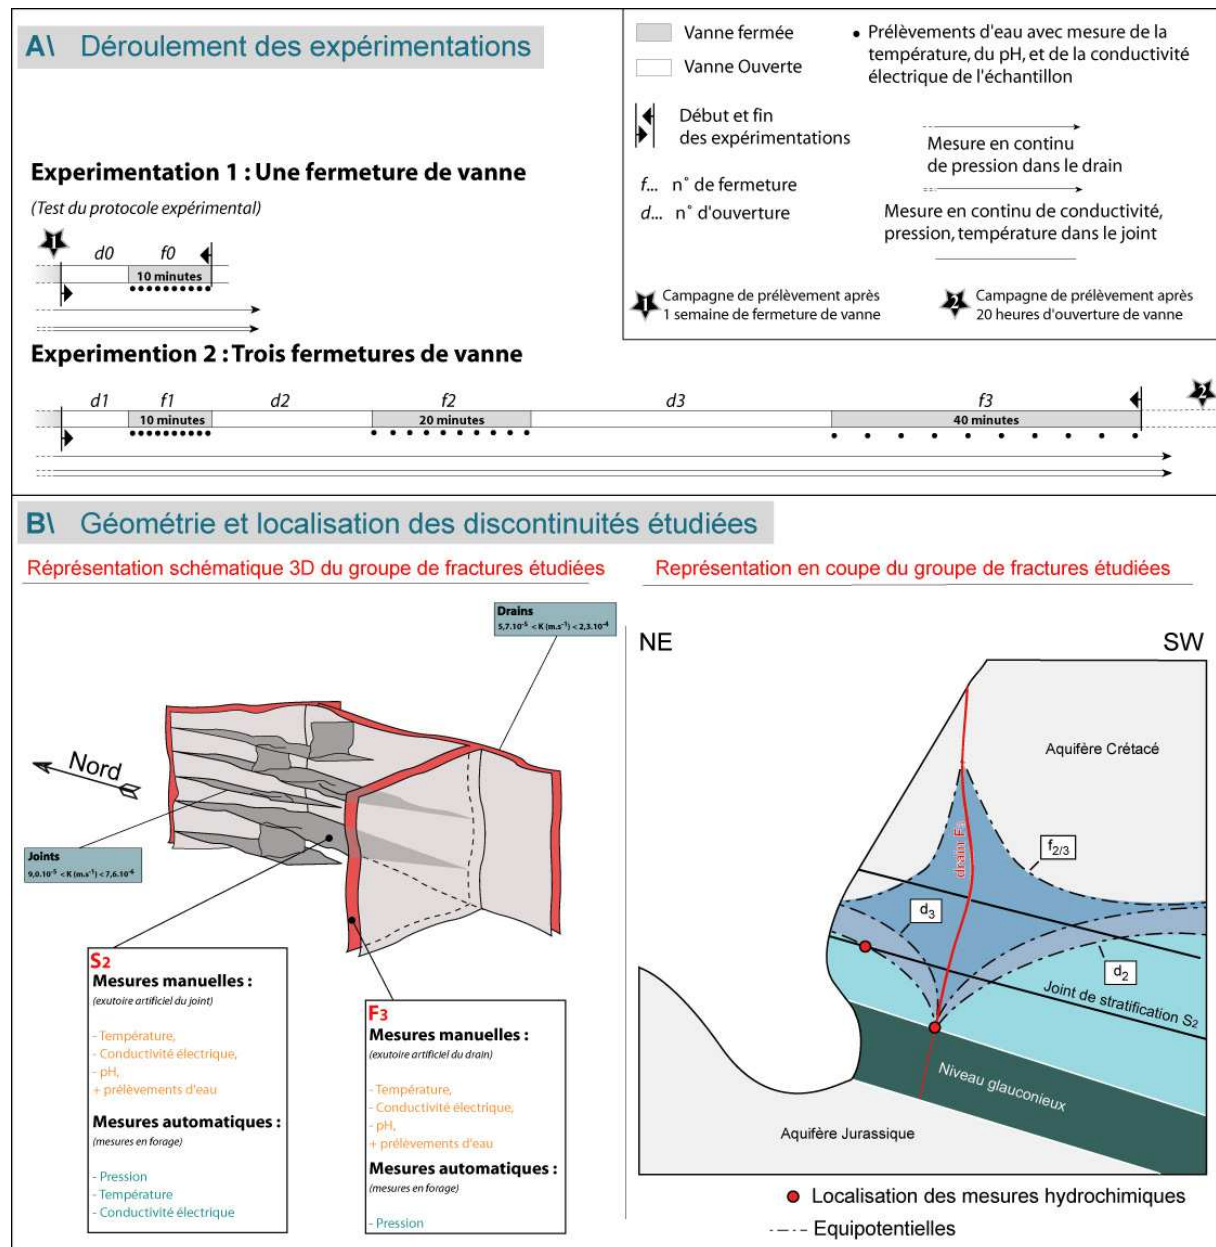 A\ Déroulement des expérimentations
Vanne fermée
Vanne Ouverte
Début et fin
des expérimentations
f... n° de fermeture
d... n° d'ouverture
• Prélèvements d'eau avec mesure de la
température, du pH, et de la conductivité
électrique de l'échantillon
Mesure en continu
de pression dans le drain
Mesure en continu de conductivité,
pression, température dans le joint
1 Campagne de prélèvement après
1 semaine de fermeture de vanne
2 Campagne de prélèvement après
20 heures d'ouverture de vanne
Experimentation 1 : Une fermeture de vanne
(Test du protocole expérimental)
1
d0 f0
10 minutes
Experimention 2 : Trois fermetures de vanne
d1 f1 d2 f2 d3 f3 2
10 minutes 20 minutes 40 minutes
B\ Géométrie et localisation des discontinuités étudiées
Réprésentation schématique 3D du groupe de fractures étudiées
Drains
5,7.10⁻⁵ < K (m.s⁻¹) < 2,3.10⁻⁴
Nord
Joints
9,0.10⁻⁵ < K (m.s⁻¹) < 7,6.10⁻⁶
S2
Mesures manuelles :
(exutoire artificiel du joint)
- Température,
- Conductivité électrique,
- pH,
+ prélèvements d'eau
Mesures automatiques :
(mesures en forage)
- Pression
- Température
- Conductivité électrique
F3
Mesures manuelles :
(exutoire artificiel du drain)
- Température,
- Conductivité électrique,
- pH,
+ prélèvements d'eau
Mesures automatiques :
(mesures en forage)
- Pression
Représentation en coupe du groupe de fractures étudiées
NE SW
Aquifère Crétacé
drain F3
f2/3
d3
d2
Joint de stratification S2
Niveau glauconieux
Aquifère Jurassique
Localisation des mesures hydrochimiques
Equipotentielles